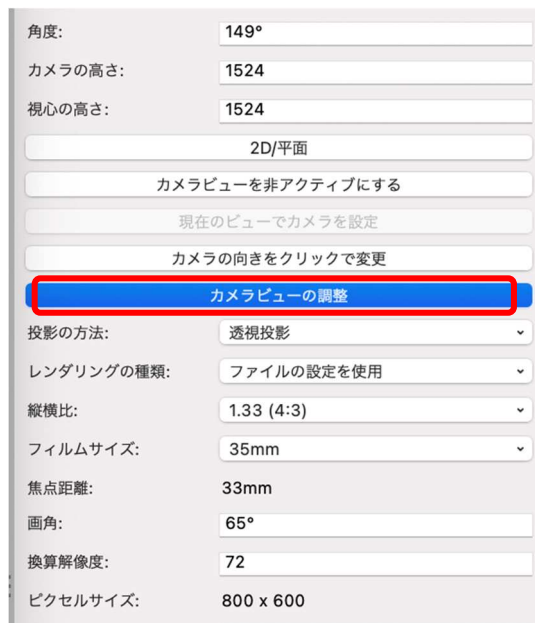 角度: 149°
カメラの高さ: 1524
視心の高さ: 1524
2D/平面
カメラビューを非アクティブにする
現在のビューでカメラを設定
カメラの向きをクリックで変更
カメラビューの調整
投影の方法: 透視投影
レンダリングの種類: ファイルの設定を使用
縦横比: 1.33 (4:3)
フィルムサイズ: 35mm
焦点距離: 33mm
画角: 65°
換算解像度: 72
ピクセルサイズ: 800 x 600